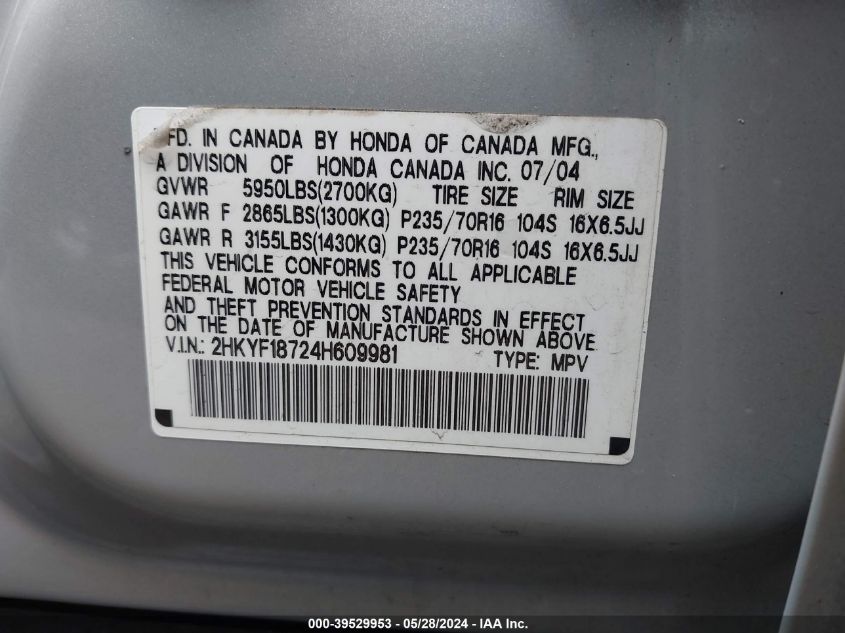 FD. IN CANADA BY HONDA OF CANADA MFG.,
A DIVISION OF HONDA CANADA INC. 07/04
GVWR 5950LBS(2700KG) TIRE SIZE RIM SIZE
GAWR F 2865LBS(1300KG) P235/70R16 104S 16X6.5JJ
GAWR R 3155LBS(1430KG) P235/70R16 104S 16X6.5JJ
THIS VEHICLE CONFORMS TO ALL APPLICABLE
FEDERAL MOTOR VEHICLE SAFETY
AND THEFT PREVENTION STANDARDS IN EFFECT
ON THE DATE OF MANUFACTURE SHOWN ABOVE
V.I.N.: 2HKYF18724H609981 TYPE: MPV
000-39529953 / 05/28/2024 - IAA Inc.